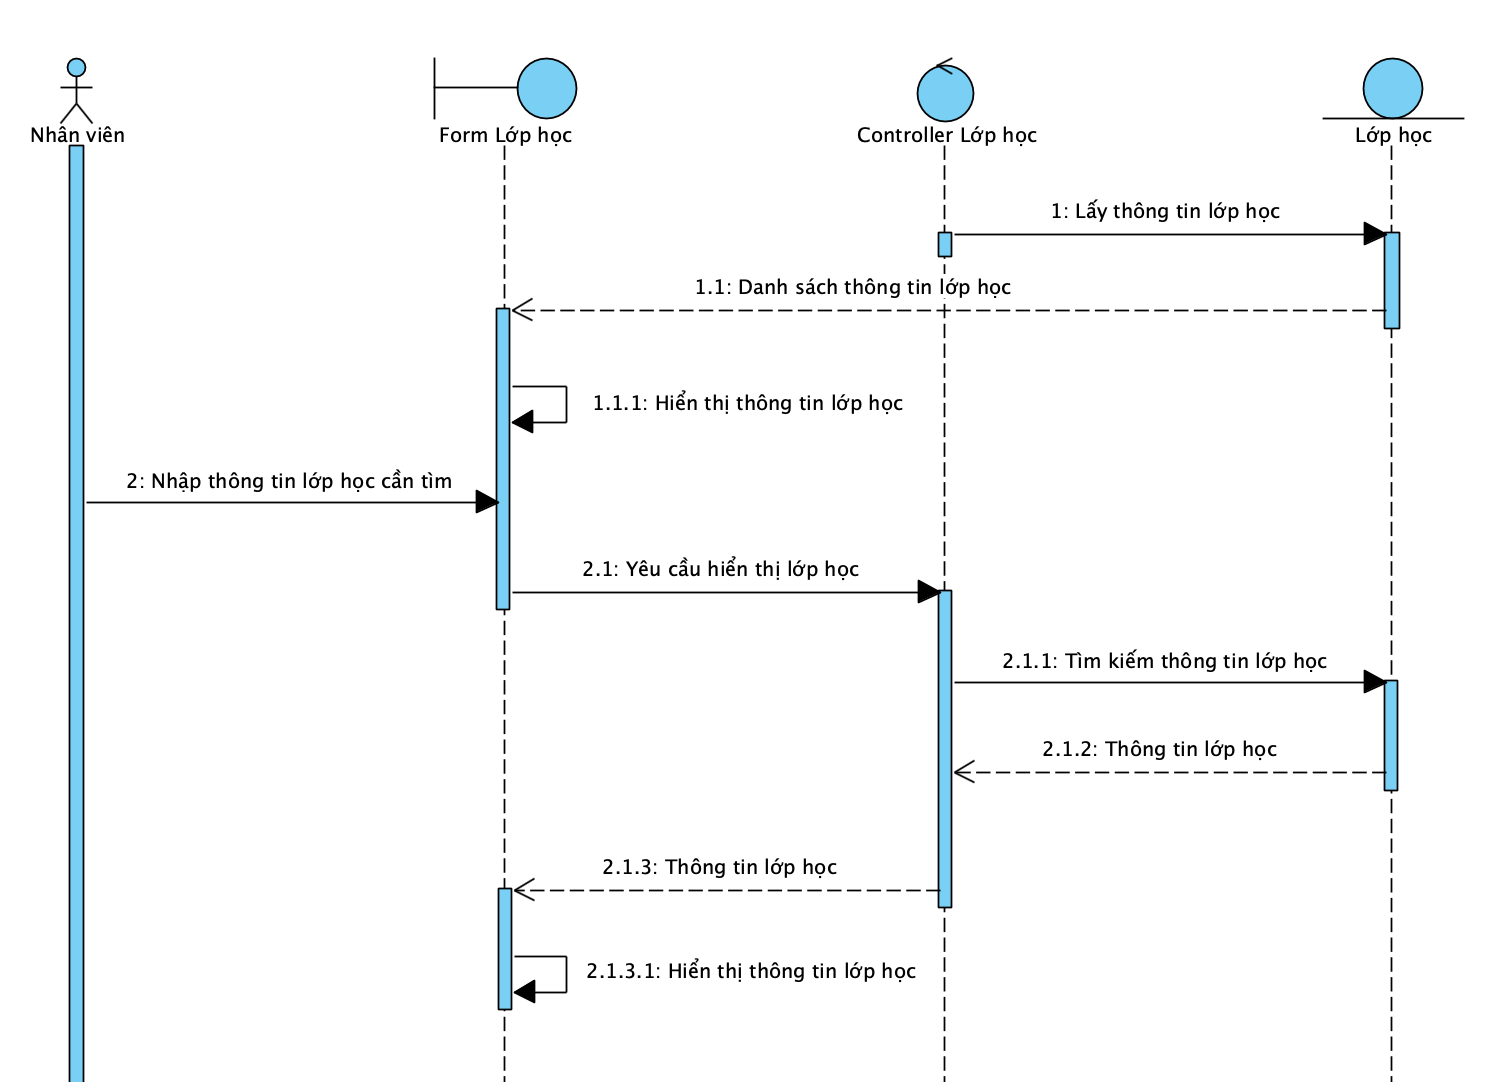 Nhân viên
Form Lớp học
Controller Lớp học
Lớp học
1: Lấy thông tin lớp học
1.1: Danh sách thông tin lớp học
1.1.1: Hiển thị thông tin lớp học
2: Nhập thông tin lớp học cần tìm
2.1: Yêu cầu hiển thị lớp học
2.1.1: Tìm kiếm thông tin lớp học
2.1.2: Thông tin lớp học
2.1.3: Thông tin lớp học
2.1.3.1: Hiển thị thông tin lớp học